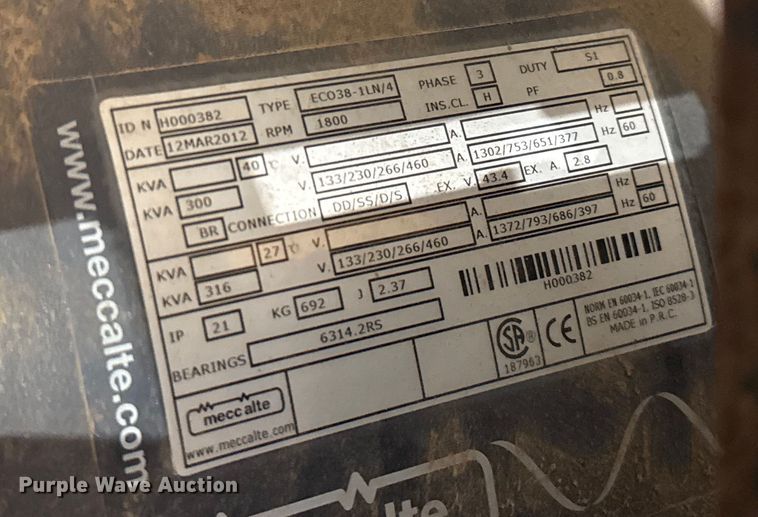 ID N H000382 TYPE ECO38-1LN/4 PHASE 3 DUTY S1
DATE 12MAR2012 RPM 1800 INS.CL. H PF 0.8
KVA 40 °C V. A. Hz
KVA 300 V. 133/230/266/460 A. 1302/753/651/377 Hz 60
BR CONNECTION DD/SS/D/S EX. V. 43.4 EX. A. 2.8
KVA 27 °C V. A. Hz
KVA 316 V. 133/230/266/460 A. 1372/793/686/397 Hz 60
IP 21 KG 692 J 2.37
H000382
BEARINGS 6314.2RS
NORM EN 60034-1, IEC 60034-1
BS EN 60034-1, ISO 8528-3
MADE in P.R.C.
SA CE
187963
mecc alte
www.meccalte.com
www.meccalte.com
calte
Purple Wave Auction